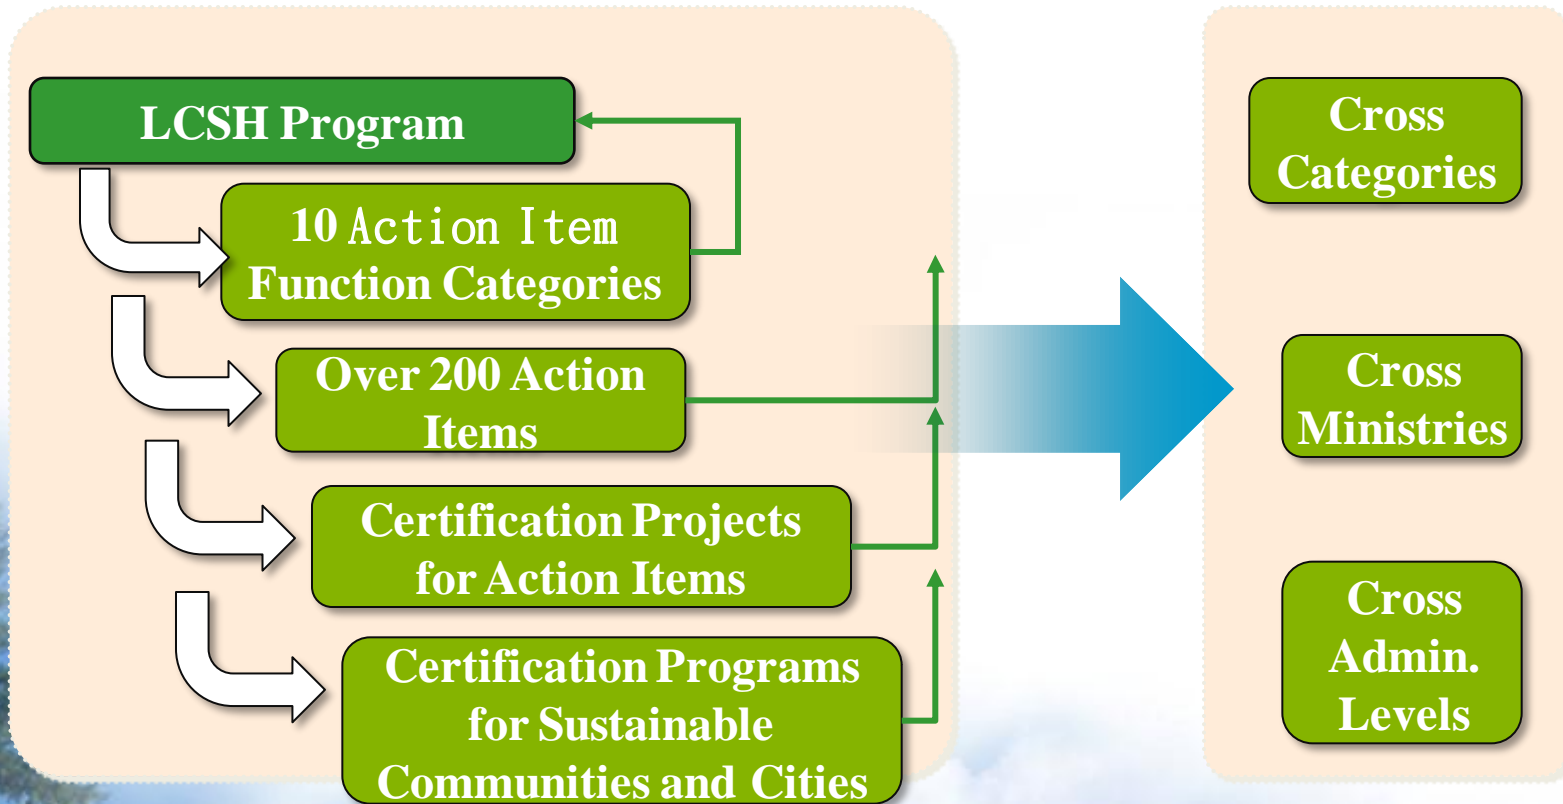 LCSH Program
10 Action Item
Function Categories
Over 200 Action
Items
Certification Projects
for Action Items
Certification Programs
for Sustainable
Communities and Cities
Cross
Categories
Cross
Ministries
Cross
Admin.
Levels